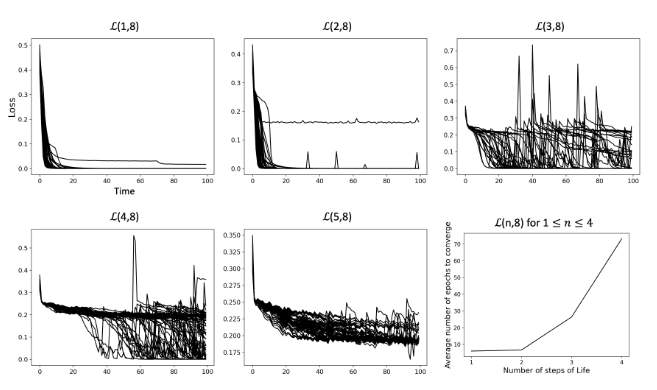 ℒ(1,8)
ℒ(2,8)
ℒ(3,8)
Loss
0.5
0.4
0.3
0.2
0.1
0.0
0 20 40 60 80 100
Time
0.4
0.3
0.2
0.1
0.0
0 20 40 60 80 100
0.7
0.6
0.5
0.4
0.3
0.2
0.1
0.0
0 20 40 60 80 100
ℒ(4,8)
ℒ(5,8)
ℒ(n,8) for 1 ≤ n ≤ 4
0.5
0.4
0.3
0.2
0.1
0.0
0 20 40 60 80 100
0.350
0.325
0.300
0.275
0.250
0.225
0.200
0.175
0 20 40 60 80 100
Average number of epochs to converge
70
60
50
40
30
20
10
1 2 3 4
Number of steps of Life